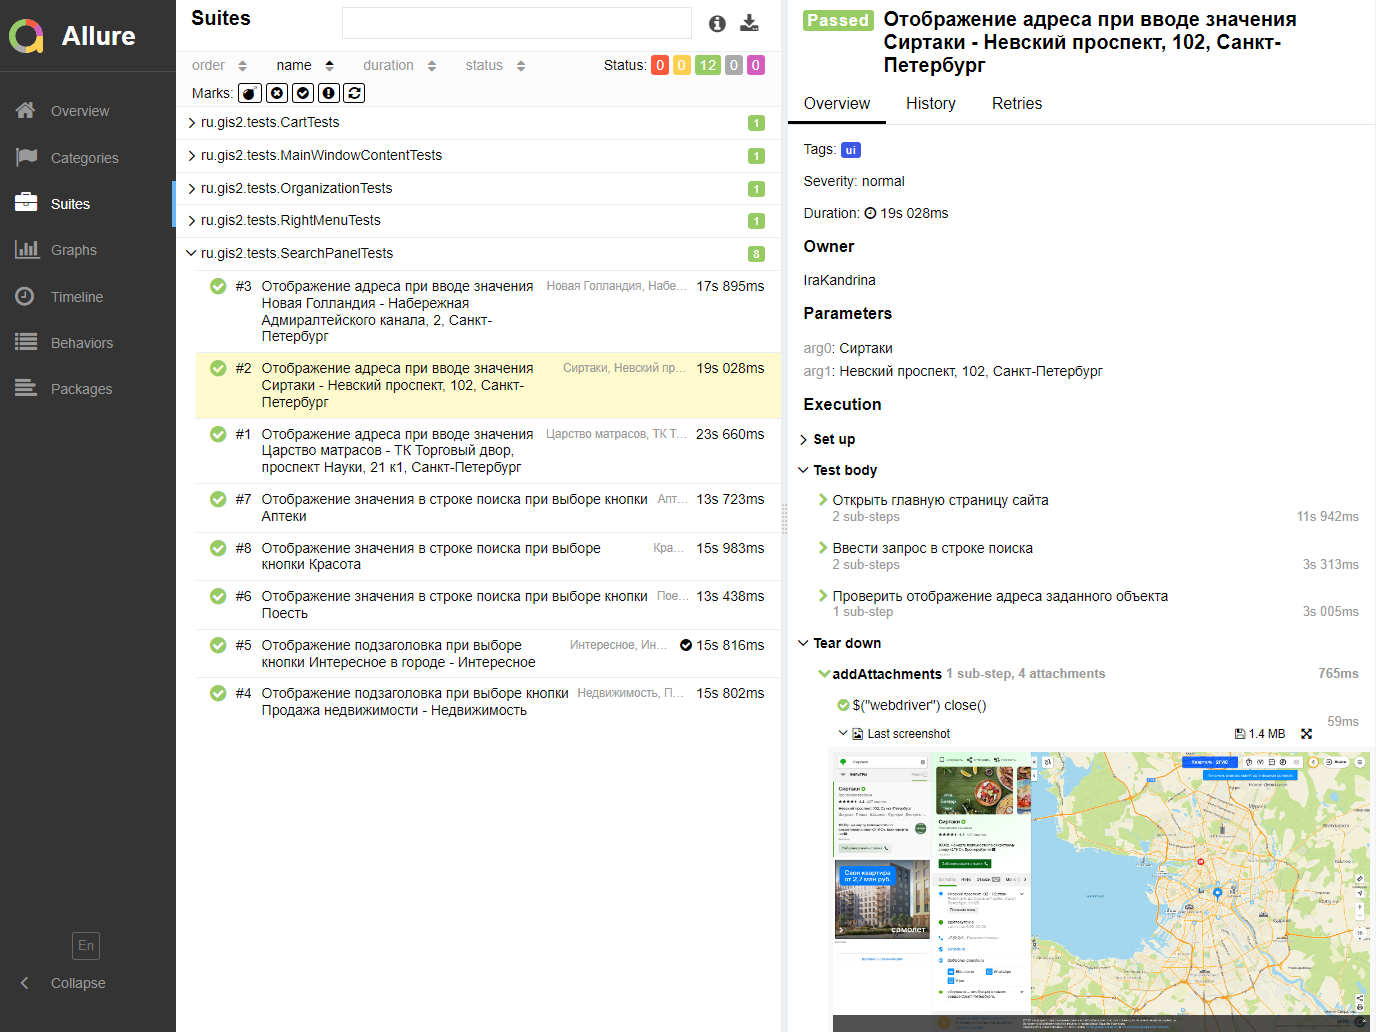 Allure
Overview
Categories
Suites
Graphs
Timeline
Behaviors
Packages
En
Collapse
Suites
order name duration status Status: 0 0 12 0 0
Marks:
ru.gis2.tests.CartTests 1
ru.gis2.tests.MainWindowContentTests 1
ru.gis2.tests.OrganizationTests 1
ru.gis2.tests.RightMenuTests 1
ru.gis2.tests.SearchPanelTests 8
#3 Отображение адреса при вводе значения Новая Голландия, Набе... 17s 895ms
Новая Голландия - Набережная
Адмиралтейского канала, 2, Санкт-
Петербург
#2 Отображение адреса при вводе значения Сиртаки, Невский пр... 19s 028ms
Сиртаки - Невский проспект, 102, Санкт-
Петербург
#1 Отображение адреса при вводе значения Царство матрасов, ТК Т... 23s 660ms
Царство матрасов - ТК Торговый двор,
проспект Науки, 21 к1, Санкт-Петербург
#7 Отображение значения в строке поиска при выборе кнопки Апт... 13s 723ms
Аптеки
#8 Отображение значения в строке поиска при выборе Кра... 15s 983ms
кнопки Красота
#6 Отображение значения в строке поиска при выборе кнопки Пое... 13s 438ms
Поесть
#5 Отображение подзаголовка при выборе Интересное, Ин... 15s 816ms
кнопки Интересное в городе - Интересное
#4 Отображение подзаголовка при выборе кнопки Недвижимость, П... 15s 802ms
Продажа недвижимости - Недвижимость
Passed Отображение адреса при вводе значения
Сиртаки - Невский проспект, 102, Санкт-
Петербург
Overview History Retries
Tags: ui
Severity: normal
Duration: 19s 028ms
Owner
IraKandrina
Parameters
arg0: Сиртаки
arg1: Невский проспект, 102, Санкт-Петербург
Execution
Set up
Test body
Открыть главную страницу сайта
2 sub-steps 11s 942ms
Ввести запрос в строке поиска
2 sub-steps 3s 313ms
Проверить отображение адреса заданного объекта
1 sub-step 3s 005ms
Tear down
addAttachments 1 sub-step, 4 attachments 765ms
$("webdriver") close()
59ms
Last screenshot 1.4 MB
Сиртаки
Сиртаки
Сиртаки
Своя квартира
от 2,7 млн руб.
самолет